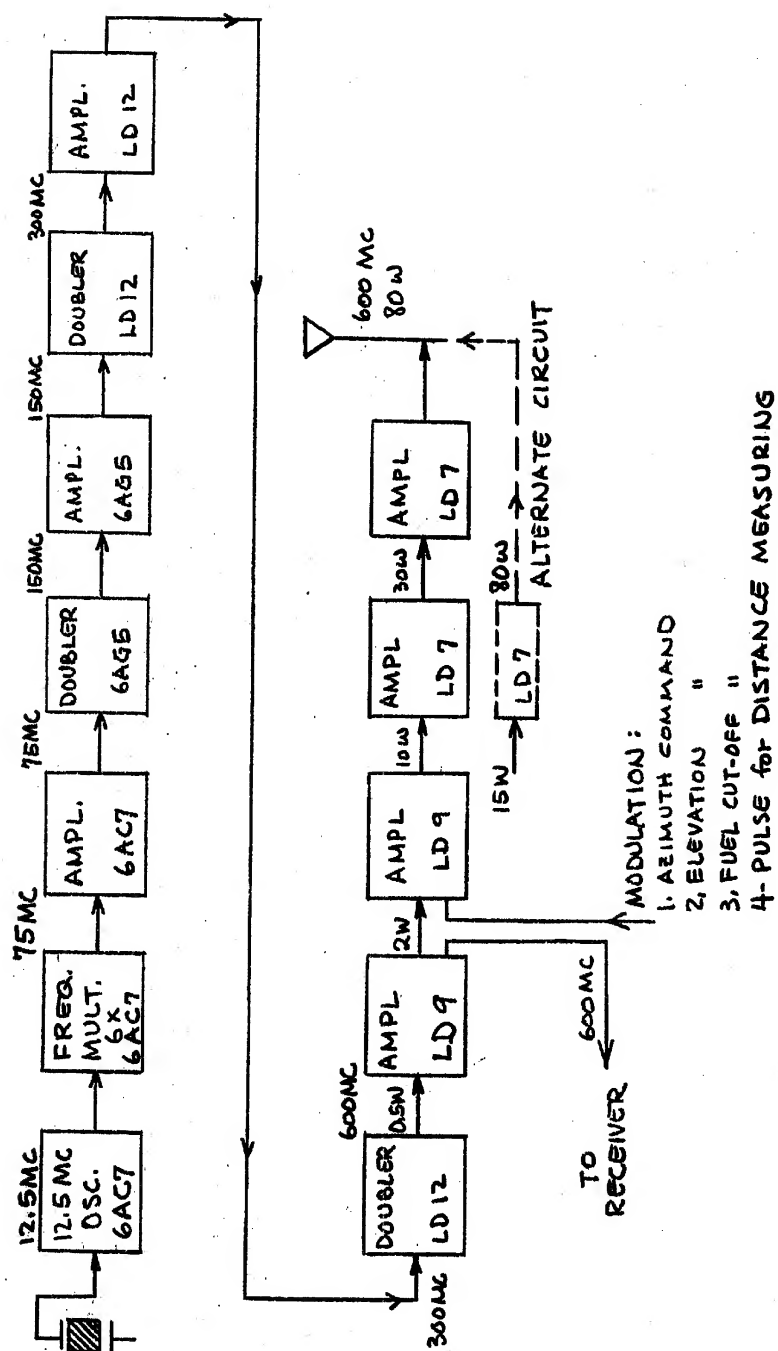 12.5MC
12.5 MC
OSC.
6AC7
FREQ.
MULT.
6X
6AC7
75MC
AMPL.
6AC7
75MC
DOUBLER
6AG5
150MC
AMPL.
6AG5
150MC
DOUBLER
LD12
300MC
AMPL.
LD12
300MC
DOUBLER
LD12
600MC
0.5W
AMPL
LD9
2W
AMPL
LD9
10W
AMPL
LD7
30W
AMPL
LD7
600 MC
80W
15W
LD7
80W
ALTERNATE CIRCUIT
TO
RECEIVER
600MC
MODULATION:
1. AZIMUTH COMMAND
2, ELEVATION "
3, FUEL CUT-OFF "
4- PULSE for DISTANCE MEASURING